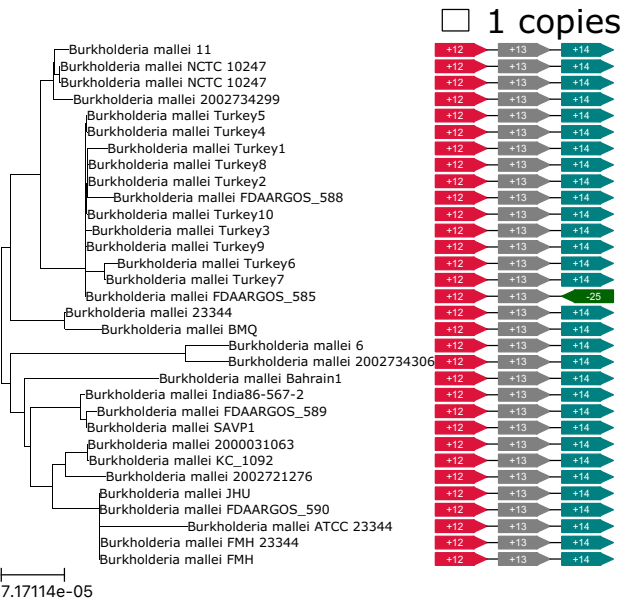 1 copies
Burkholderia mallei 11 +12 +13 +14
Burkholderia mallei NCTC 10247 +12 +13 +14
Burkholderia mallei NCTC 10247 +12 +13 +14
Burkholderia mallei 2002734299 +12 +13 +14
Burkholderia mallei Turkey5 +12 +13 +14
Burkholderia mallei Turkey4 +12 +13 +14
Burkholderia mallei Turkey1 +12 +13 +14
Burkholderia mallei Turkey8 +12 +13 +14
Burkholderia mallei Turkey2 +12 +13 +14
Burkholderia mallei FDAARGOS_588 +12 +13 +14
Burkholderia mallei Turkey10 +12 +13 +14
Burkholderia mallei Turkey3 +12 +13 +14
Burkholderia mallei Turkey9 +12 +13 +14
Burkholderia mallei Turkey6 +12 +13 +14
Burkholderia mallei Turkey7 +12 +13 +14
Burkholderia mallei FDAARGOS_585 +12 +13 -25
Burkholderia mallei 23344 +12 +13 +14
Burkholderia mallei BMQ +12 +13 +14
Burkholderia mallei 6 +12 +13 +14
Burkholderia mallei 2002734306 +12 +13 +14
Burkholderia mallei Bahrain1 +12 +13 +14
Burkholderia mallei India86-567-2 +12 +13 +14
Burkholderia mallei FDAARGOS_589 +12 +13 +14
Burkholderia mallei SAVP1 +12 +13 +14
Burkholderia mallei 2000031063 +12 +13 +14
Burkholderia mallei KC_1092 +12 +13 +14
Burkholderia mallei 2002721276 +12 +13 +14
Burkholderia mallei JHU +12 +13 +14
Burkholderia mallei FDAARGOS_590 +12 +13 +14
Burkholderia mallei ATCC 23344 +12 +13 +14
Burkholderia mallei FMH 23344 +12 +13 +14
Burkholderia mallei FMH +12 +13 +14
7.17114e-05